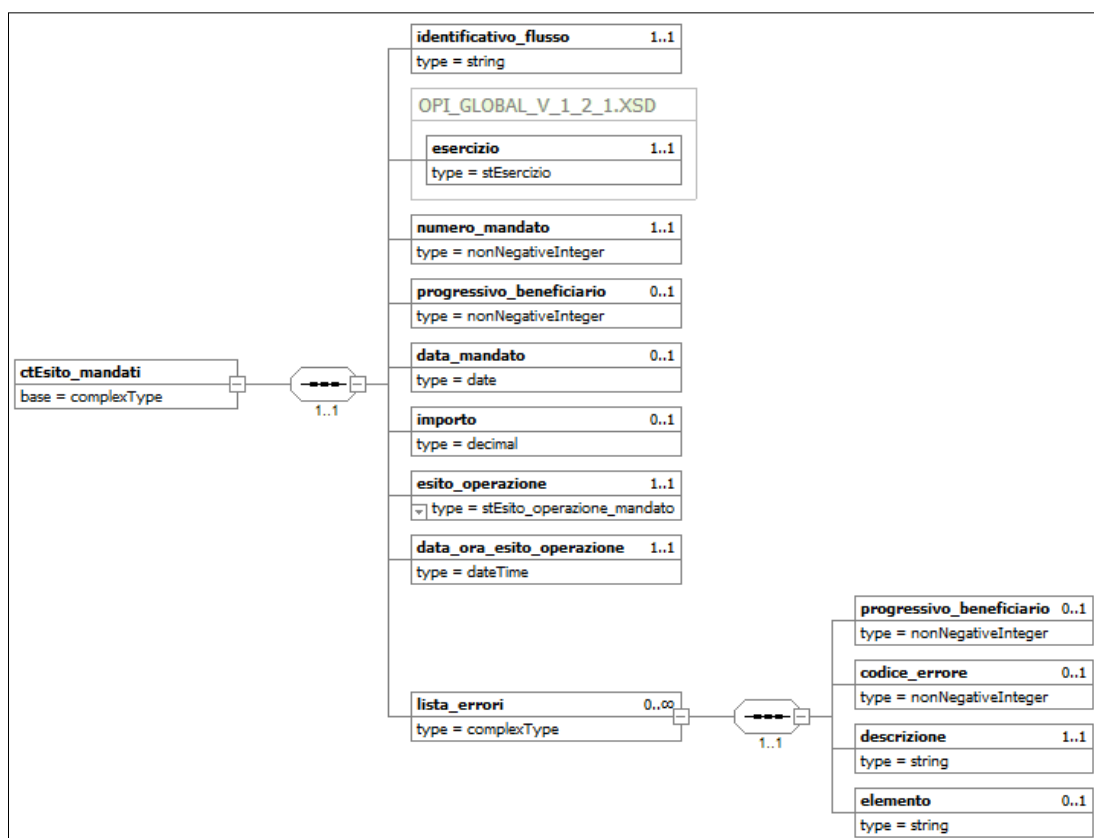 identificativo_flusso 1..1
type = string
OPI_GLOBAL_V_1_2_1.XSD
esercizio 1..1
type = stEsercizio
numero_mandato 1..1
type = nonNegativeInteger
progressivo_beneficiario 0..1
type = nonNegativeInteger
data_mandato 0..1
type = date
ctEsito_mandati
base = complexType
1..1
importo 0..1
type = decimal
esito_operazione 1..1
type = stEsito_operazione_mandato
data_ora_esito_operazione 1..1
type = dateTime
lista_errori 0..∞
type = complexType
1..1
progressivo_beneficiario 0..1
type = nonNegativeInteger
codice_errore 0..1
type = nonNegativeInteger
descrizione 1..1
type = string
elemento 0..1
type = string